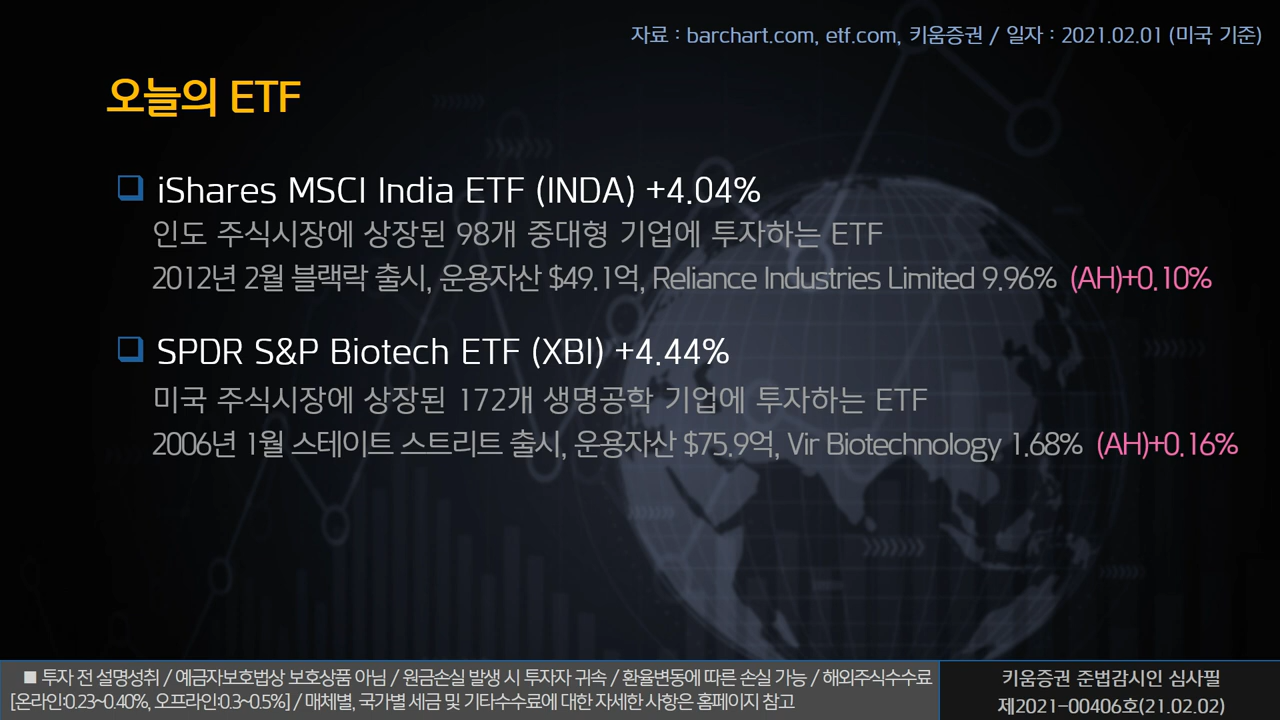 자료 : barchart.com, etf.com, 키움증권 / 일자 : 2021.02.01 (미국 기준)
오늘의 ETF
iShares MSCI India ETF (INDA) +4.04%
인도 주식시장에 상장된 98개 중대형 기업에 투자하는 ETF
2012년 2월 블랙락 출시, 운용자산 $49.1억, Reliance Industries Limited 9.96% (AH)+0.10%
SPDR S&P Biotech ETF (XBI) +4.44%
미국 주식시장에 상장된 172개 생명공학 기업에 투자하는 ETF
2006년 1월 스테이트 스트리트 출시, 운용자산 $75.9억, Vir Biotechnology 1.68% (AH)+0.16%
■ 투자 전 설명성취 / 예금자보호법상 보호상품 아님 / 원금손실 발생 시 투자자 귀속 / 환율변동에 따른 손실 가능 / 해외주식수수료
[온라인:0.23~0.40%, 오프라인:0.3~0.5%] / 매체별, 국가별 세금 및 기타수수료에 대한 자세한 사항은 홈페이지 참고
키움증권 준법감시인 심사필
제2021-00406호(21.02.02)